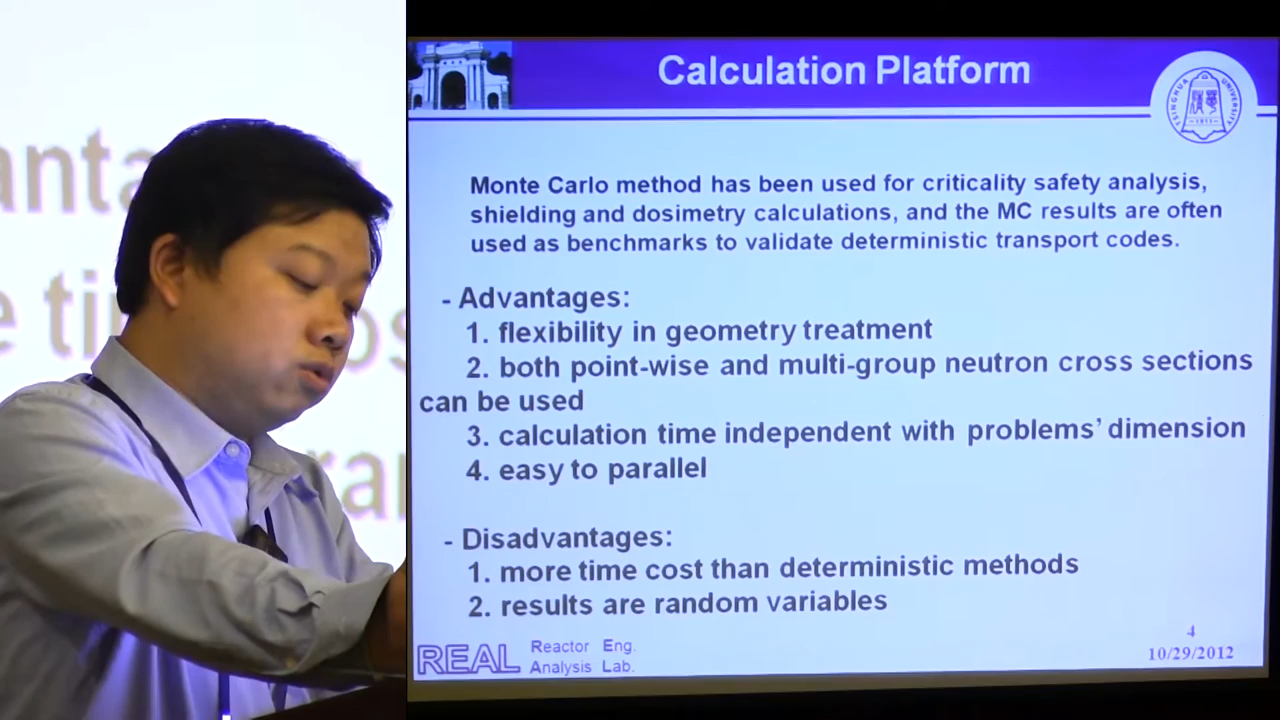 Calculation Platform
TSINGHUA UNIVERSITY
1911
Monte Carlo method has been used for criticality safety analysis,
shielding and dosimetry calculations, and the MC results are often
used as benchmarks to validate deterministic transport codes.
- Advantages:
1. flexibility in geometry treatment
2. both point-wise and multi-group neutron cross sections
can be used
3. calculation time independent with problems' dimension
4. easy to parallel
- Disadvantages:
1. more time cost than deterministic methods
2. results are random variables
REAL Reactor Eng.
Analysis Lab.
4
10/29/2012